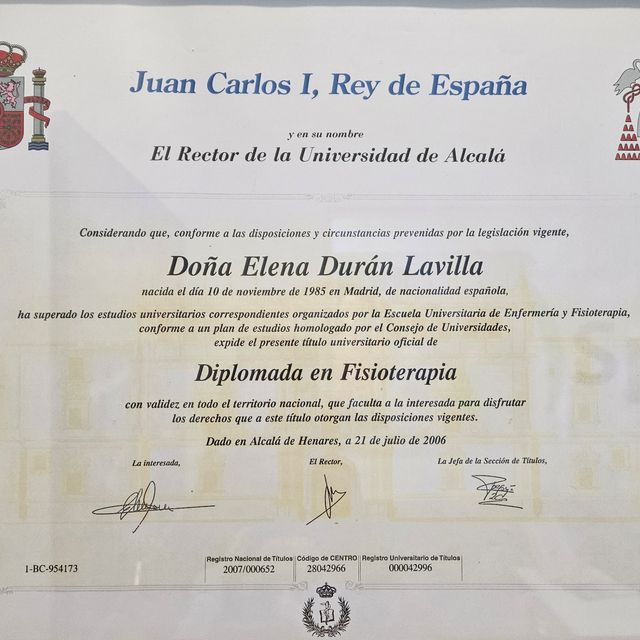 Juan Carlos I, Rey de España
y en su nombre
El Rector de la Universidad de Alcalá
Considerando que, conforme a las disposiciones y circunstancias prevenidas por la legislación vigente,
Doña Elena Durán Lavilla
nacida el día 10 de noviembre de 1985 en Madrid, de nacionalidad española,
ha superado los estudios universitarios correspondientes organizados por la Escuela Universitaria de Enfermería y Fisioterapia,
conforme a un plan de estudios homologado por el Consejo de Universidades,
expide el presente título universitario oficial de
Diplomada en Fisioterapia
con validez en todo el territorio nacional, que faculta a la interesada para disfrutar
los derechos que a este título otorgan las disposiciones vigentes.
Dado en Alcalá de Henares, a 21 de julio de 2006
La interesada, El Rector, La Jefa de la Sección de Títulos,
Registro Nacional de Títulos Código de CENTRO Registro Universitario de Títulos
1-BC-954173 2007/000652 28042966 000042996